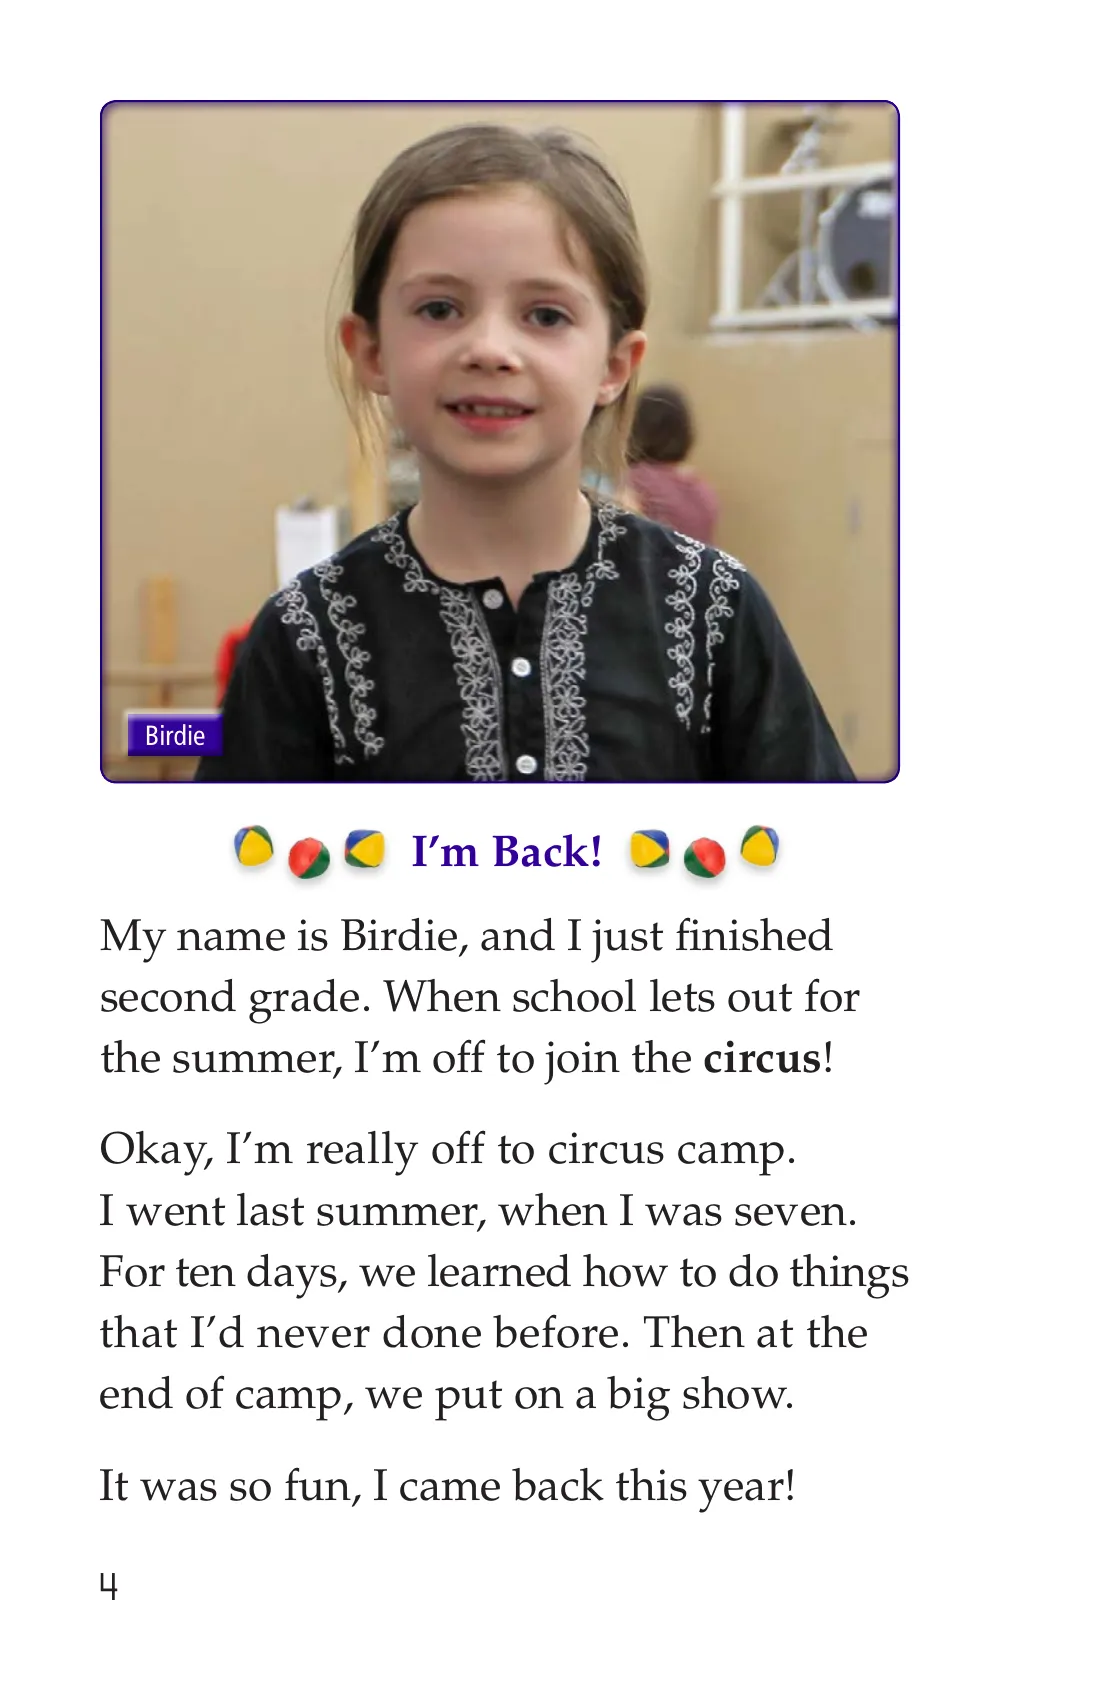 Birdie
I’m Back!
My name is Birdie, and I just finished
second grade. When school lets out for
the summer, I’m off to join the circus!
Okay, I’m really off to circus camp.
I went last summer, when I was seven.
For ten days, we learned how to do things
that I’d never done before. Then at the
end of camp, we put on a big show.
It was so fun, I came back this year!
4